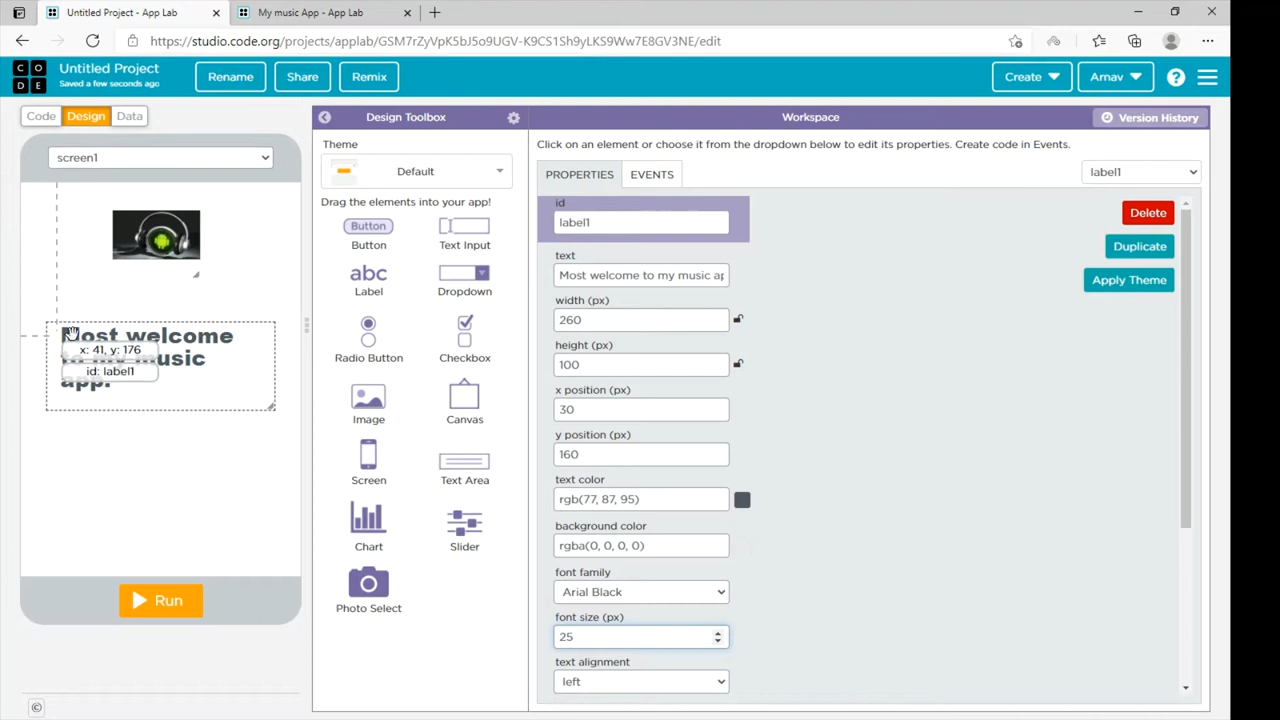 Untitled Project - App Lab
My music App - App Lab
https://studio.code.org/projects/applab/GSM7rZyVpK5bJ5o9UGV-K9CS1Sh9yLKS9Ww7E8GV3NE/edit
C O
D E
Untitled Project
Saved a few seconds ago
Rename
Share
Remix
Create
Arnav
?
Code
Design
Data
Design Toolbox
Workspace
Version History
screen1
Theme
Default
Drag the elements into your app!
Button
Button
Text Input
abc
Label
Dropdown
Radio Button
Checkbox
Image
Canvas
Screen
Text Area
Chart
Slider
Photo Select
Most welcome
to my music
app.
x: 41, y: 176
id: label1
Run
©
Click on an element or choose it from the dropdown below to edit its properties. Create code in Events.
PROPERTIES
EVENTS
label1
id
label1
Delete
text
Most welcome to my music ap
Duplicate
Apply Theme
width (px)
260
height (px)
100
x position (px)
30
y position (px)
160
text color
rgb(77, 87, 95)
background color
rgba(0, 0, 0, 0)
font family
Arial Black
font size (px)
25
text alignment
left